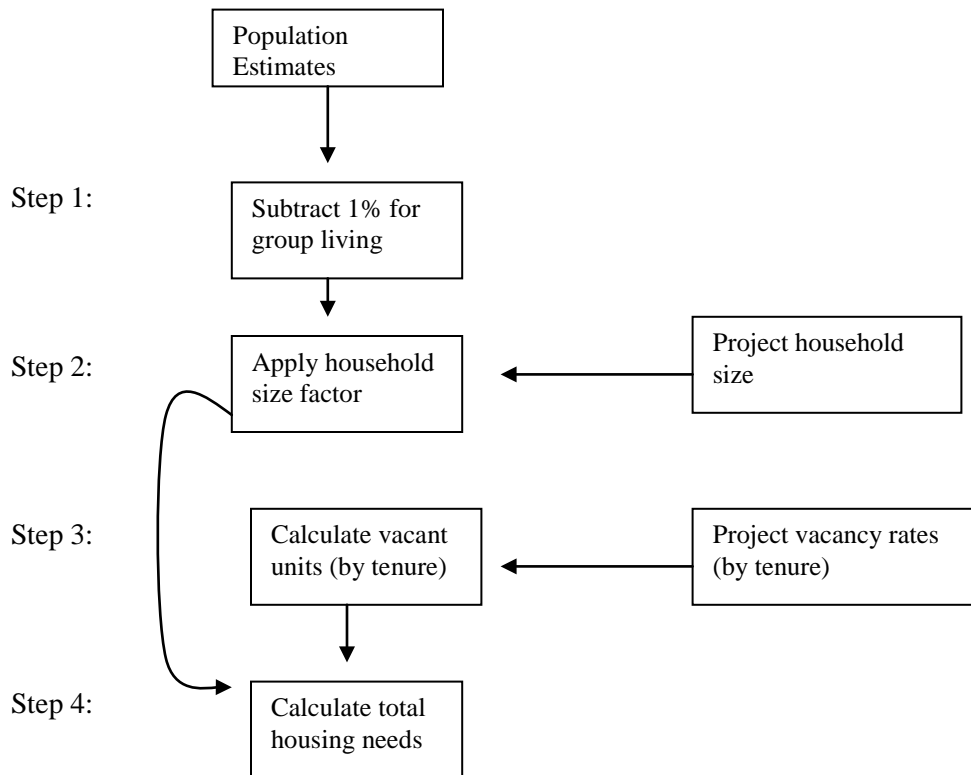 Population
Estimates
Step 1:
Subtract 1% for
group living
Step 2:
Apply household
size factor
Project household
size
Step 3:
Calculate vacant
units (by tenure)
Project vacancy rates
(by tenure)
Step 4:
Calculate total
housing needs